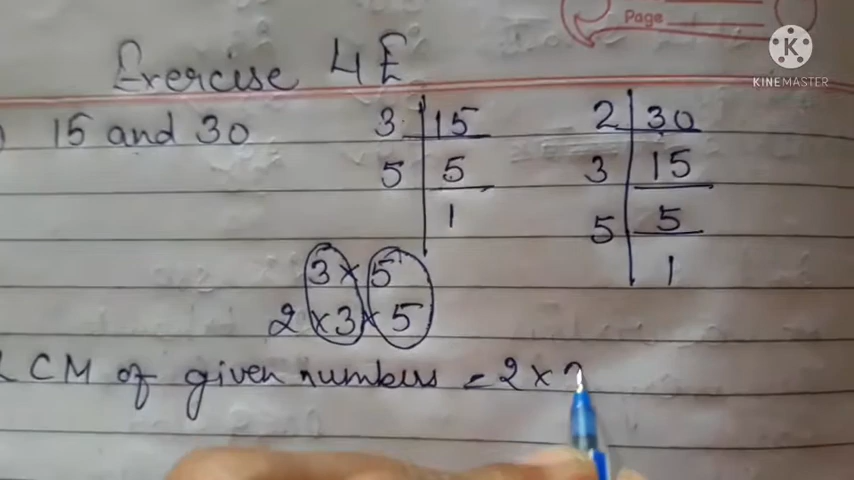 Page
KINEMASTER
Exercise 4E
) 15 and 30
3 15
5 5
1
2 30
3 15
5 5
1
3 × 5
2 × 3 × 5
LCM of given numbers = 2 ×